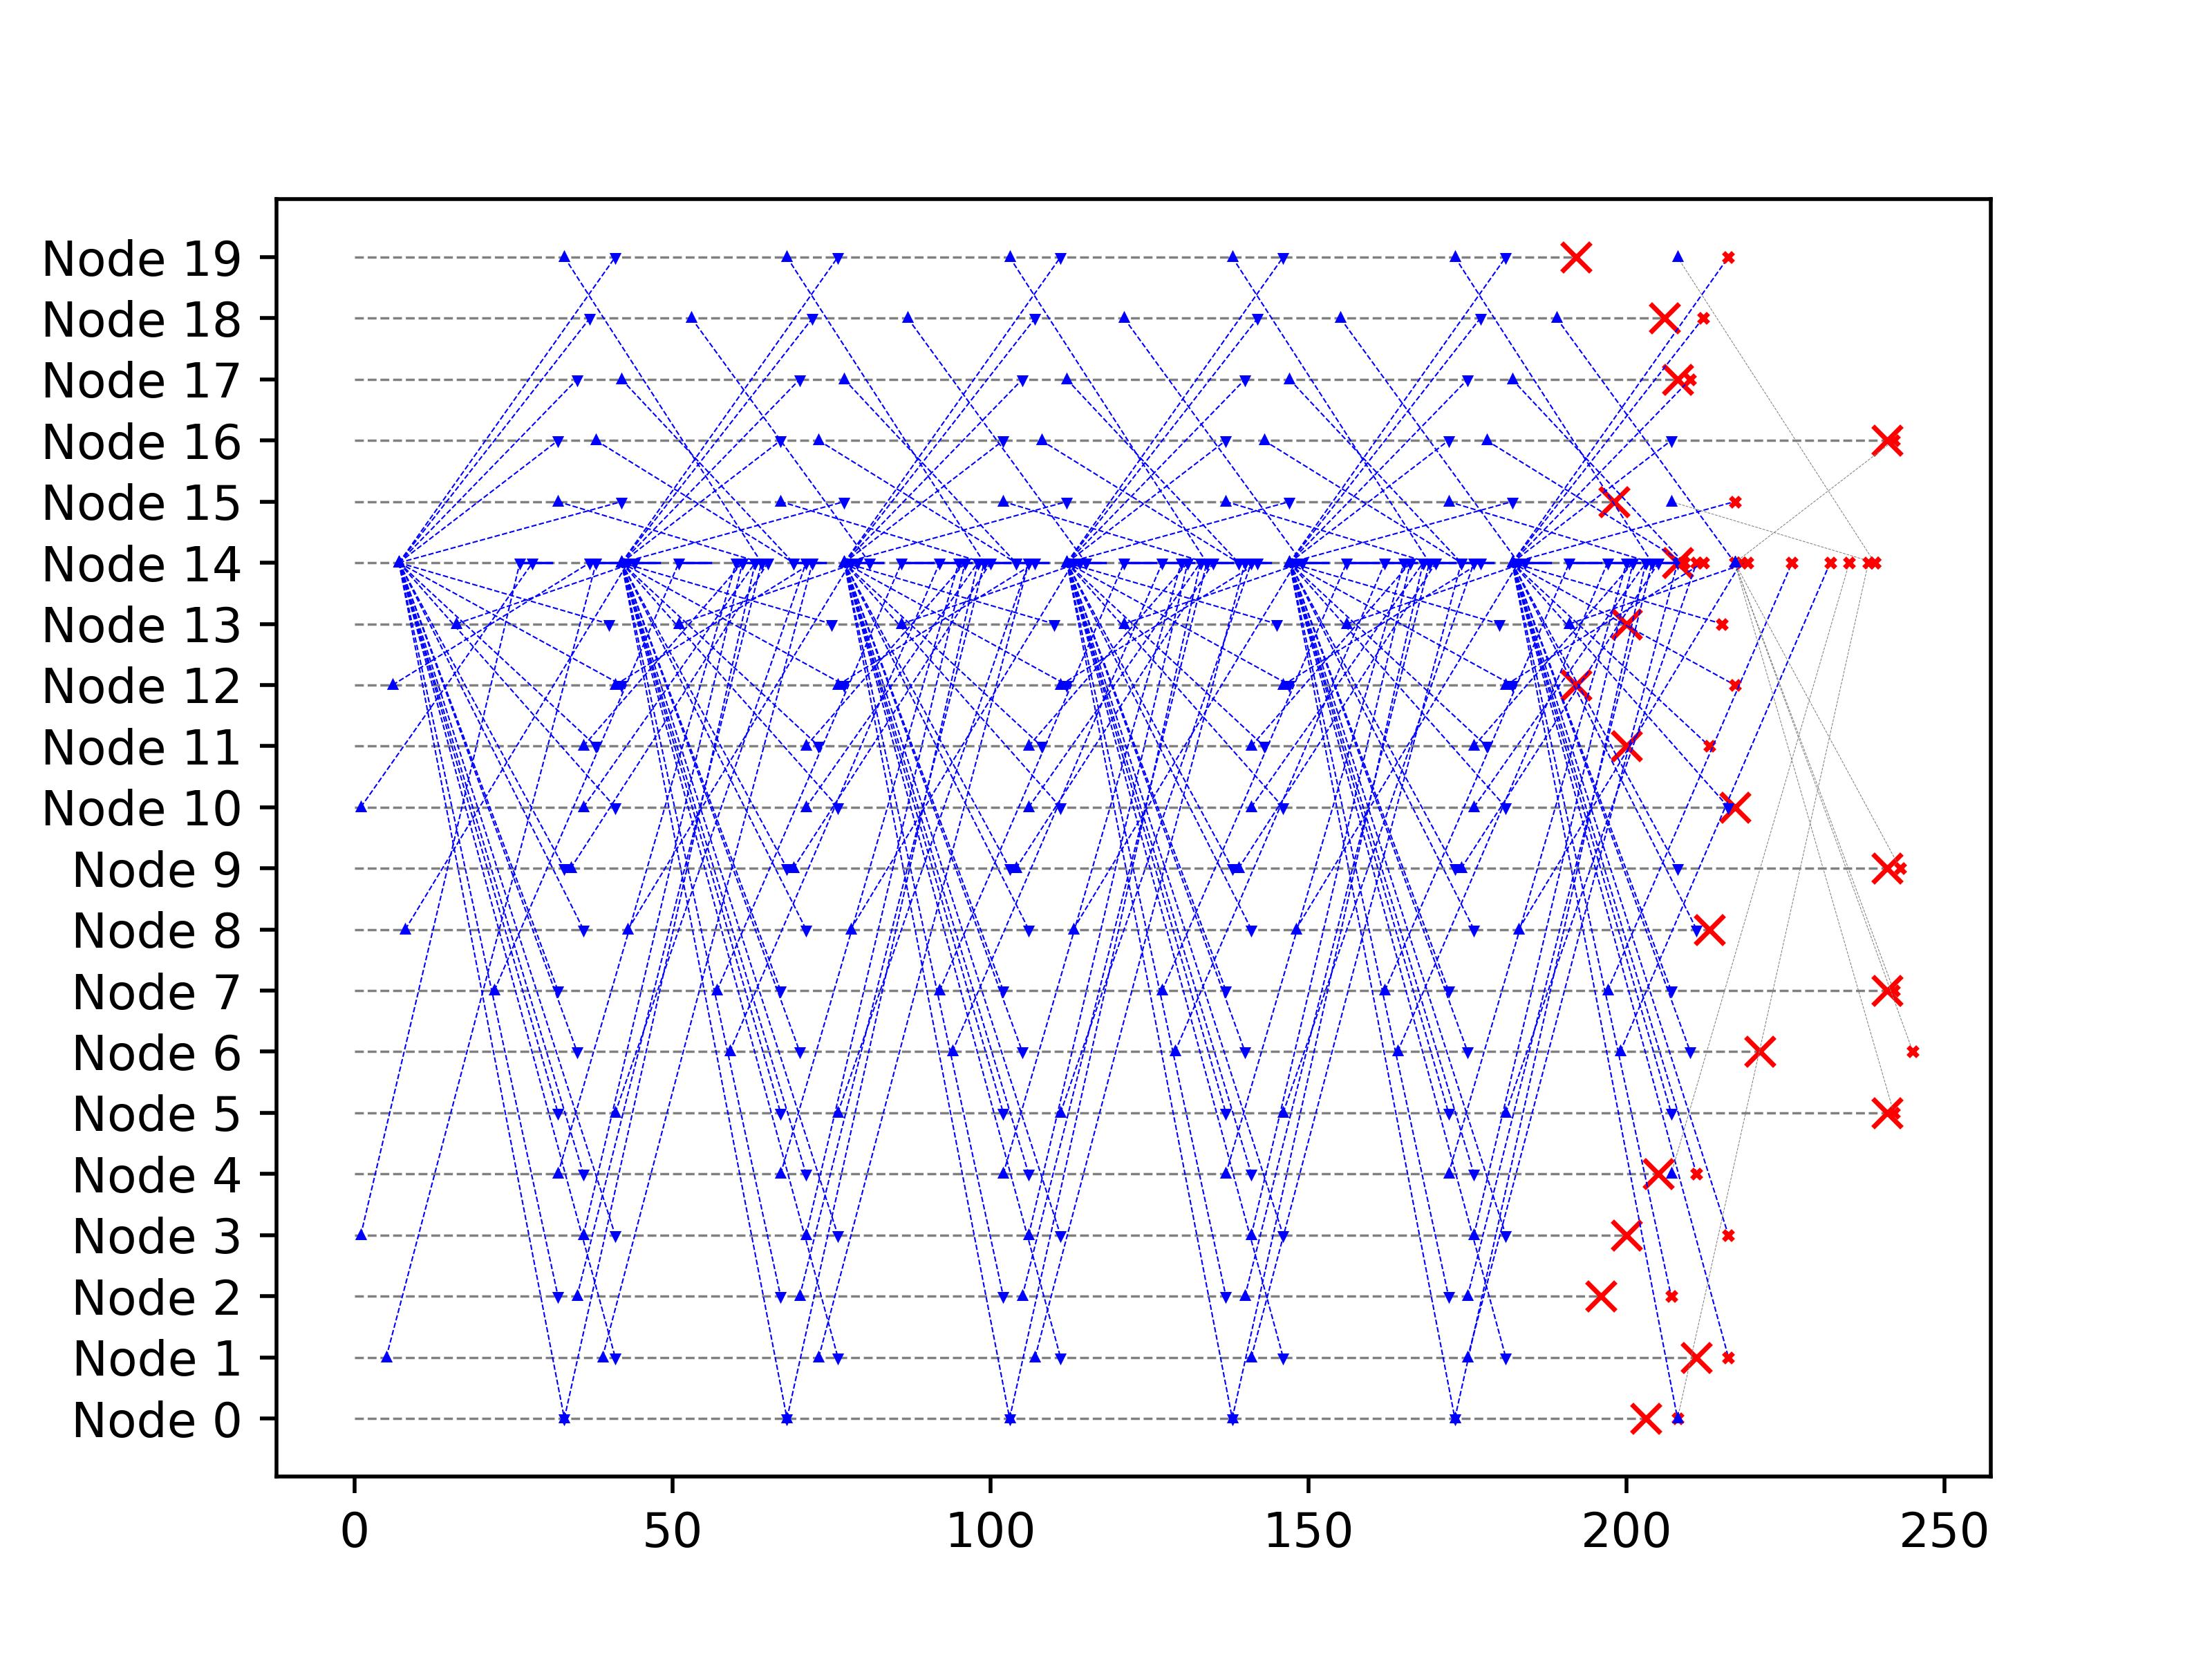 Node 19
Node 18
Node 17
Node 16
Node 15
Node 14
Node 13
Node 12
Node 11
Node 10
Node 9
Node 8
Node 7
Node 6
Node 5
Node 4
Node 3
Node 2
Node 1
Node 0
0 50 100 150 200 250